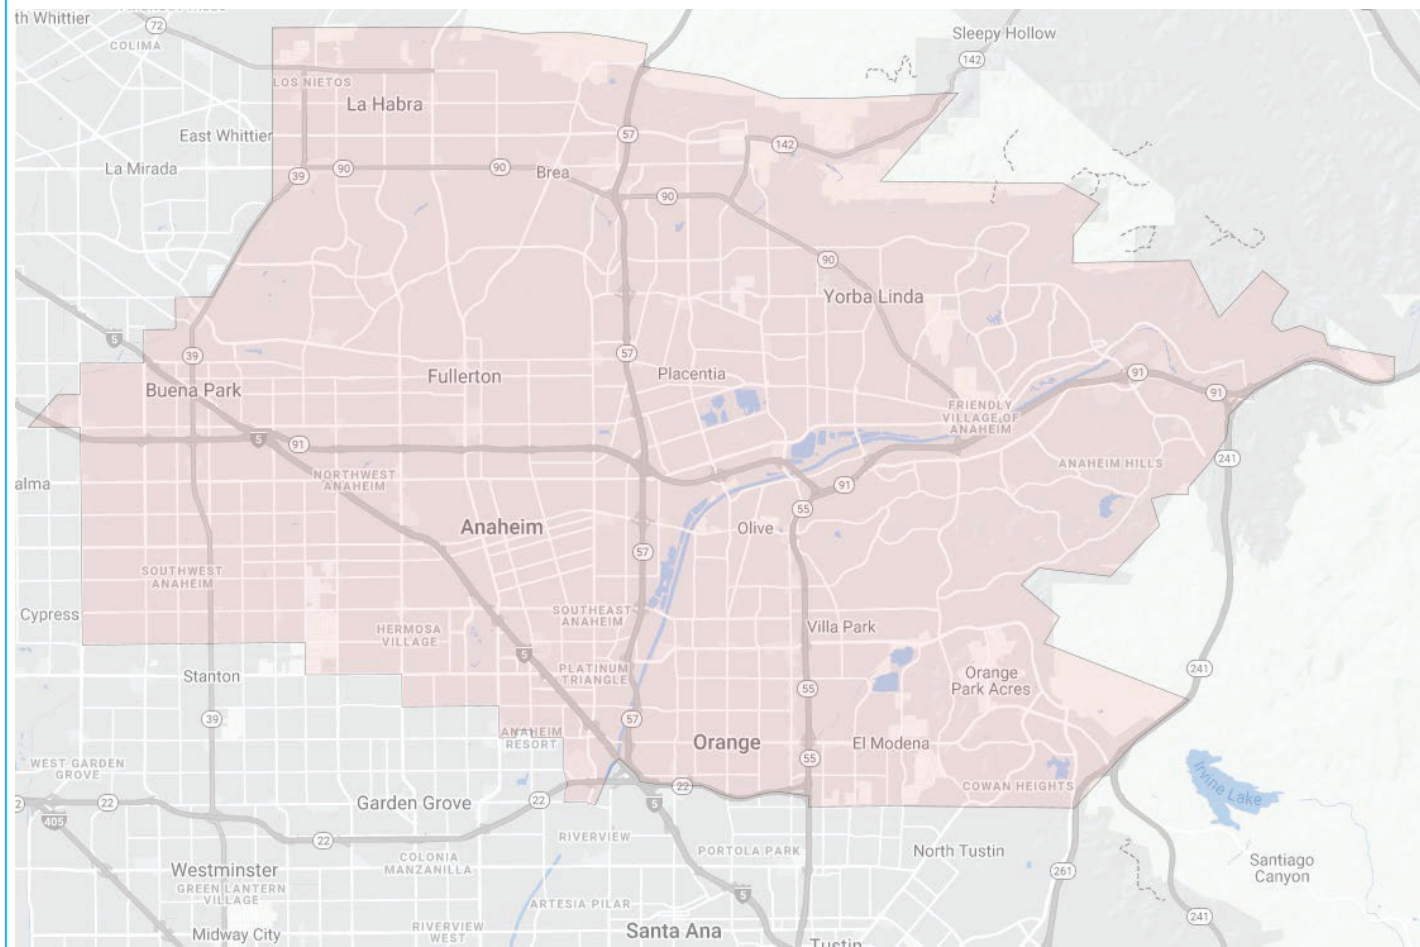 th Whittier
72
COLIMA
Sleepy Hollow
142
LOS NIETOS
La Habra
East Whittier
57
142
La Mirada
39
90
90
Brea
90
90
Yorba Linda
5
39
57
Buena Park
Fullerton
Placentia
91
91
FRIENDLY
VILLAGE OF
ANAHEIM
5
91
241
ANAHEIM HILLS
alma
NORTHWEST
ANAHEIM
91
55
Anaheim
Olive
57
SOUTHWEST
ANAHEIM
Cypress
SOUTHEAST
ANAHEIM
HERMOSA
VILLAGE
Villa Park
5
PLATINUM
TRIANGLE
241
Stanton
Orange
Park Acres
55
39
57
ANAHEIM
RESORT
Orange
El Modena
55
WEST GARDEN
GROVE
22
COWAN HEIGHTS
Irvine Lake
2
22
Garden Grove
22
5
405
22
RIVERVIEW
PORTOLA PARK
North Tustin
Westminster
COLONIA
MANZANILLA
261
Santiago
Canyon
GREEN LANTERN
VILLAGE
5
ARTESIA PILAR
241
Midway City
RIVERVIEW
WEST
Santa Ana
Tustin